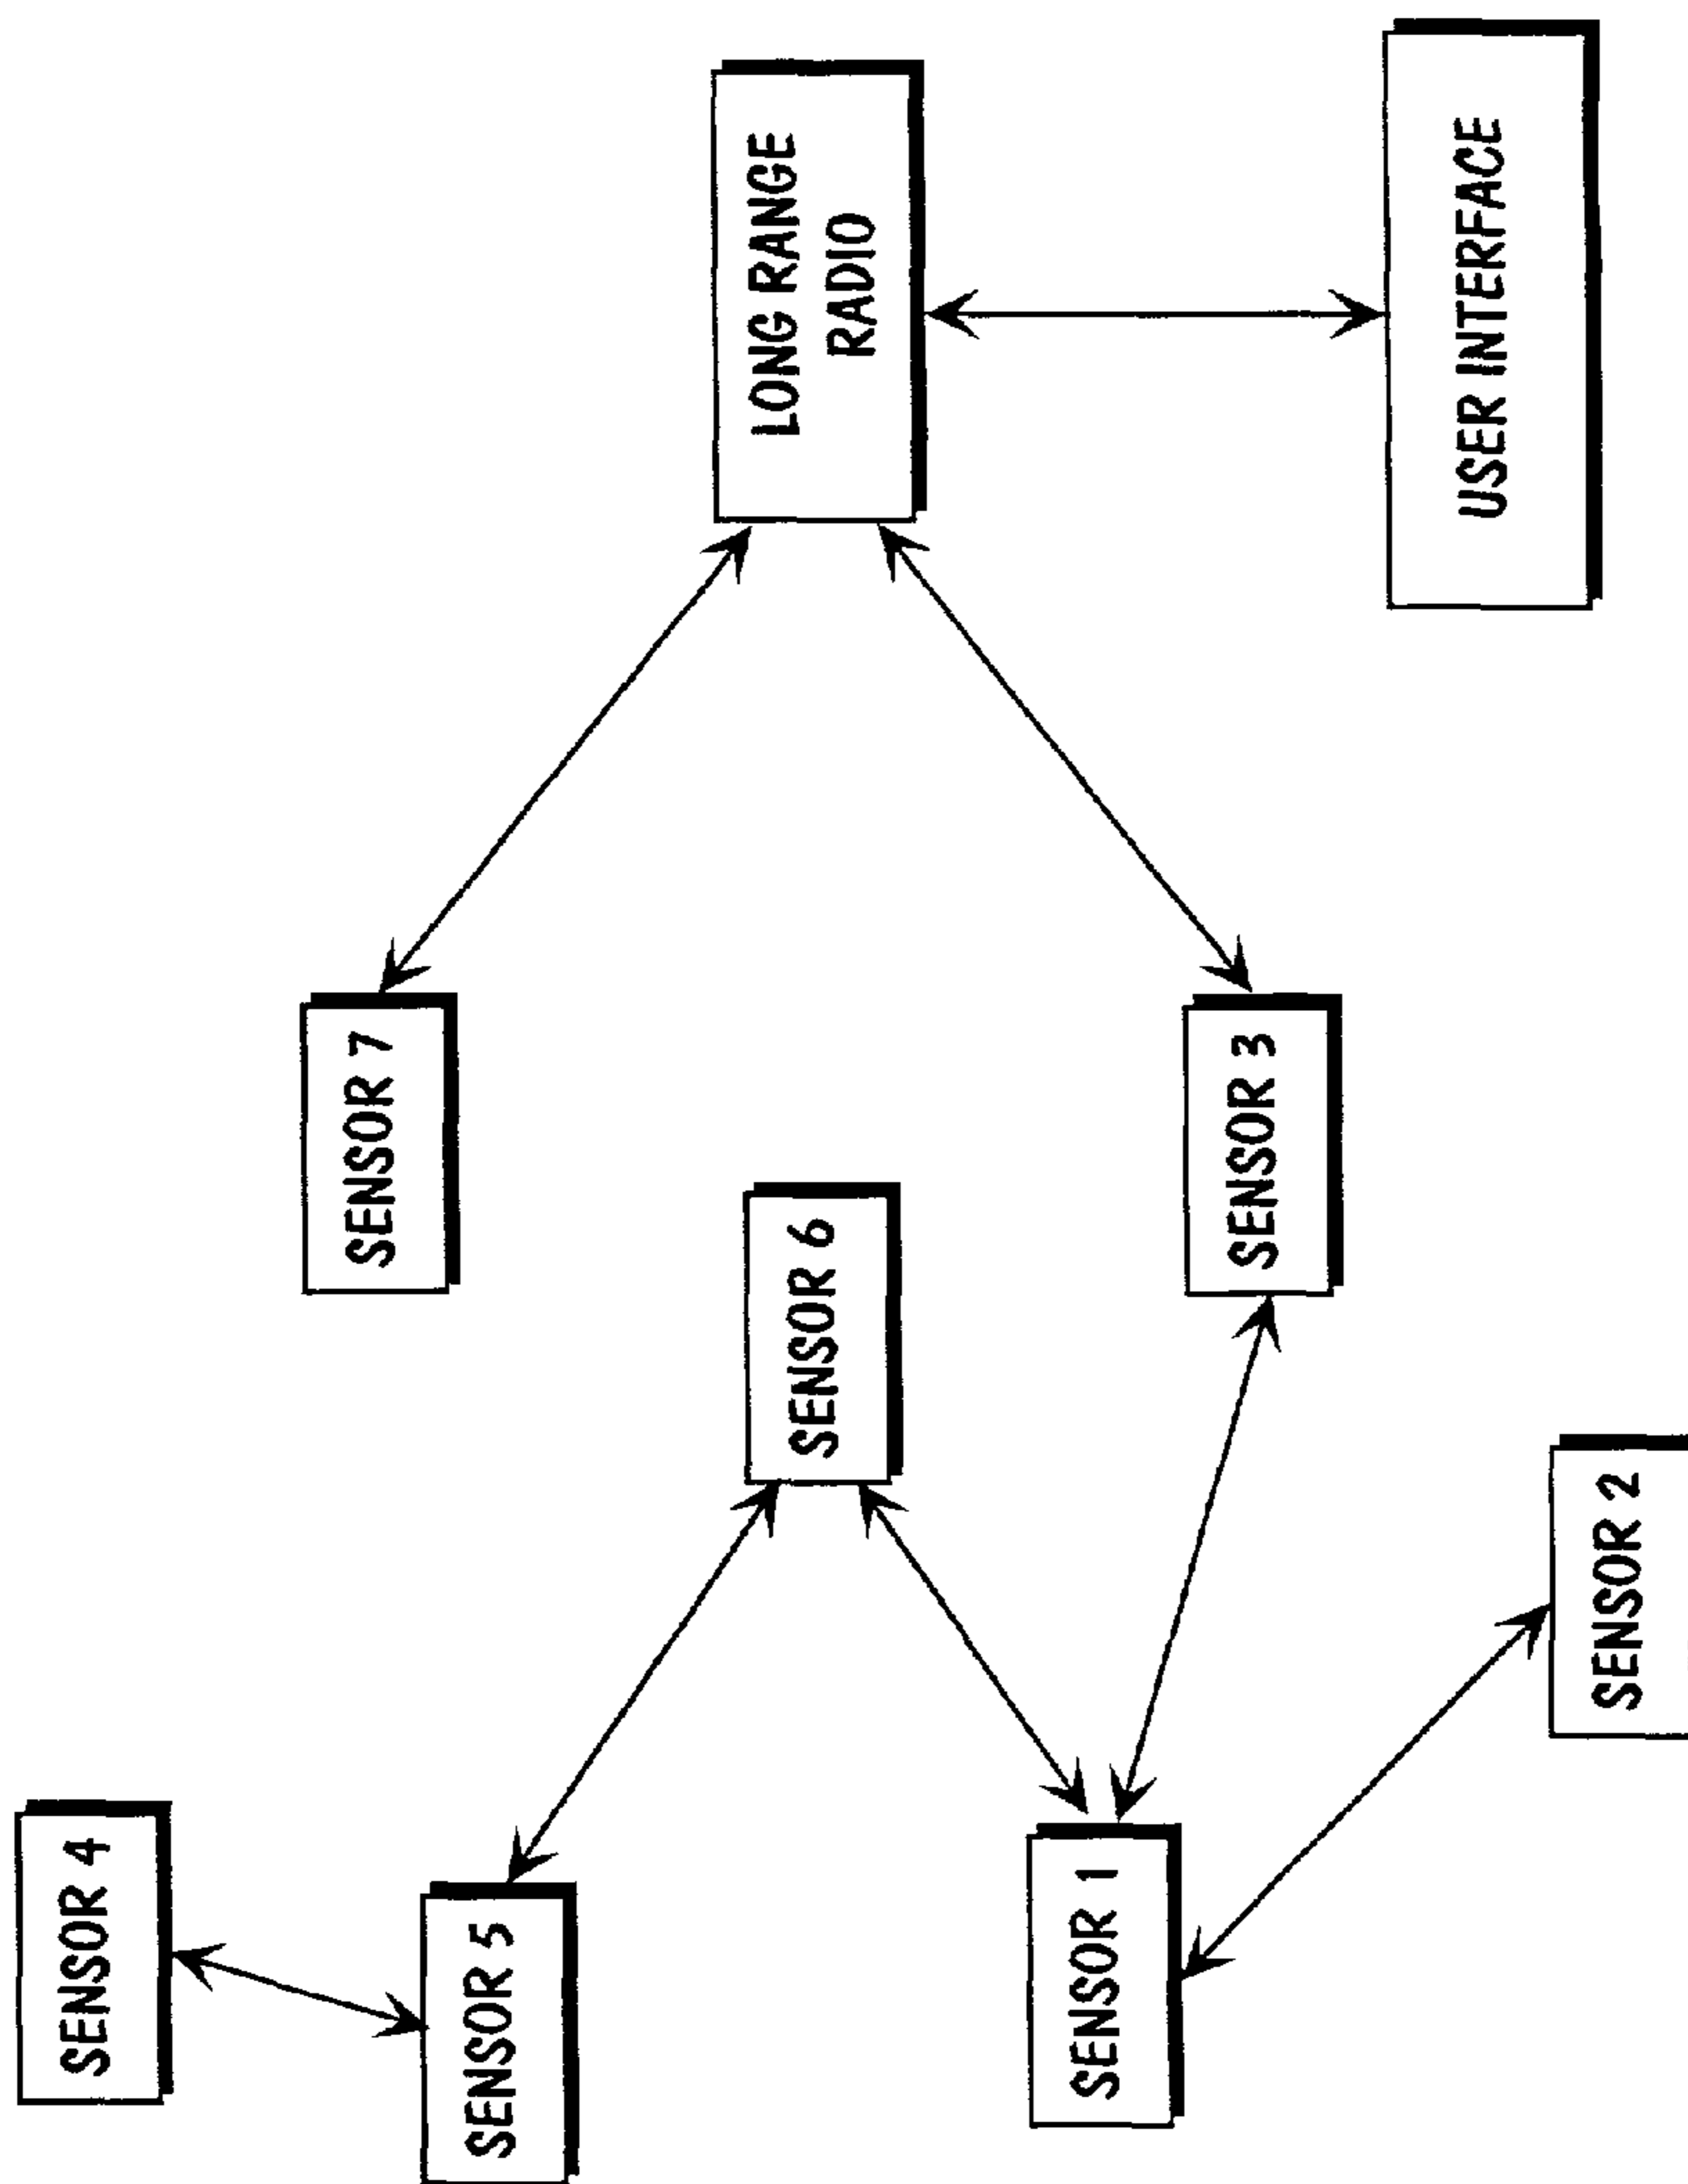 SENSOR 4
SENSOR 5
SENSOR 7
SENSOR 6
LONG RANGE
RADIO
SENSOR 1
SENSOR 3
USER INTERFACE
SENSOR 2